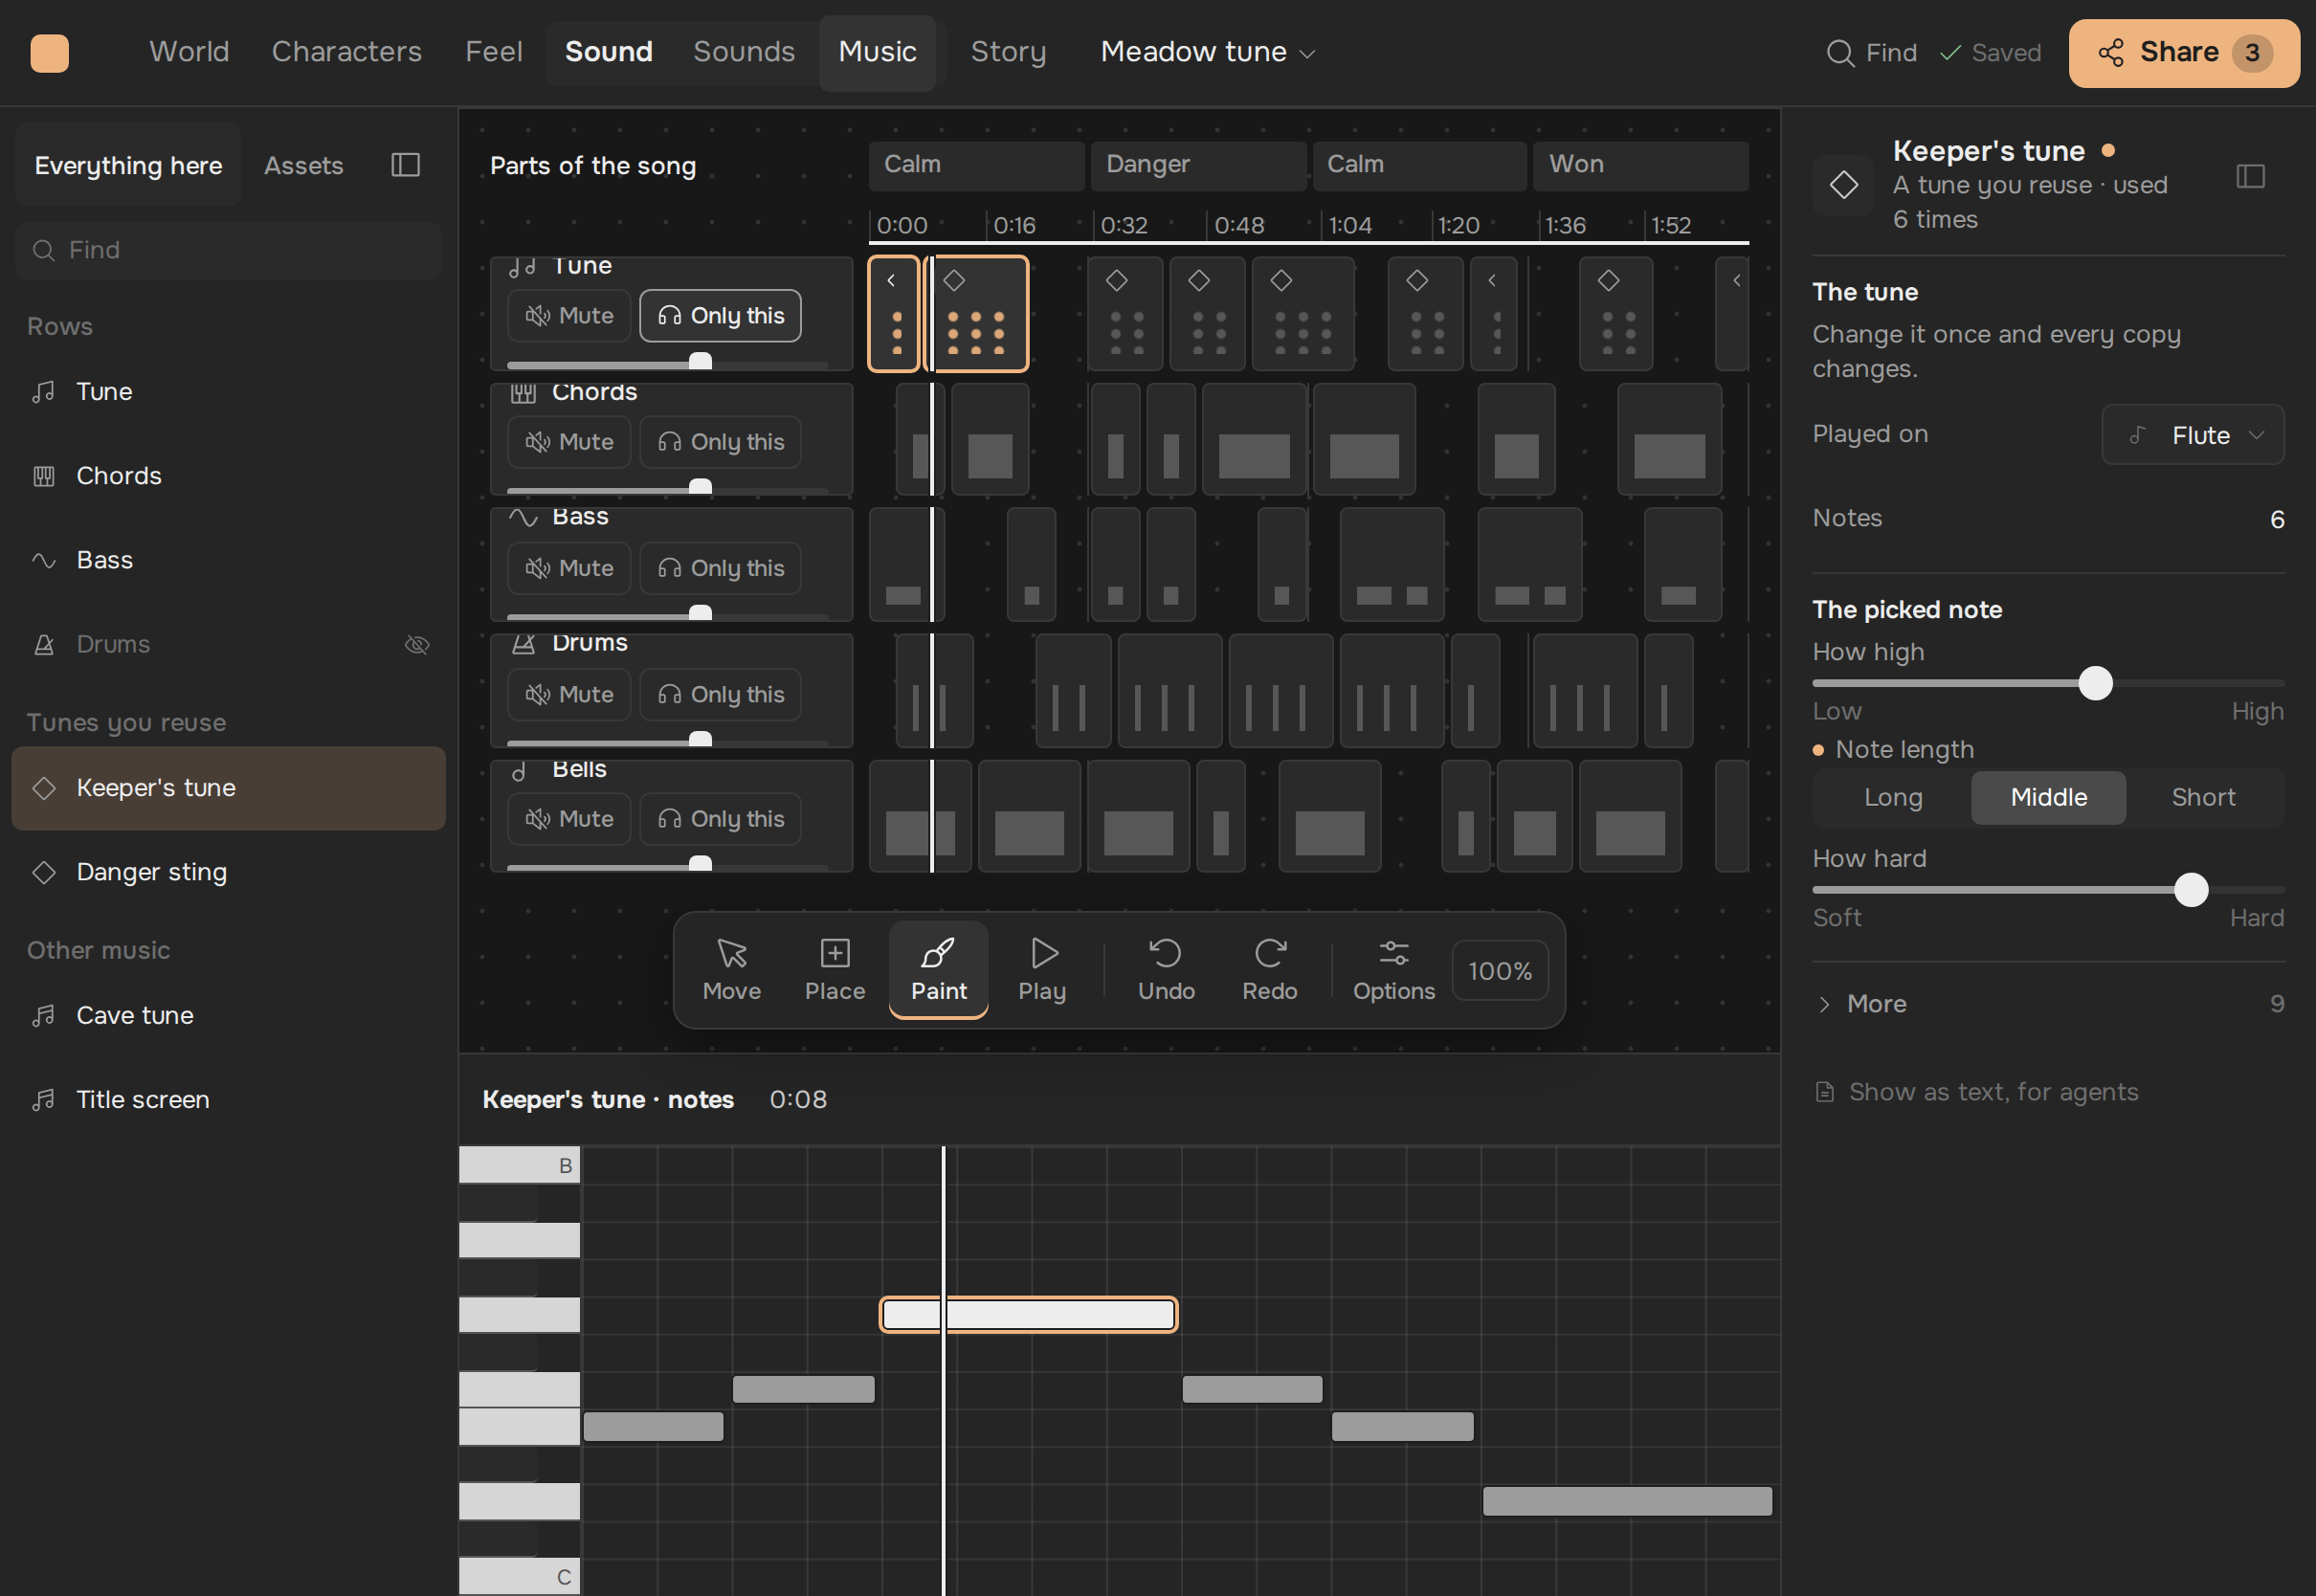 World Characters Feel Sound Sounds Music Story Meadow tune Find Saved Share 3
Everything here Assets
Find
Rows
Tune
Chords
Bass
Drums
Tunes you reuse
Keeper's tune
Danger sting
Other music
Cave tune
Title screen
Parts of the song Calm Danger Calm Won
0:00 0:16 0:32 0:48 1:04 1:20 1:36 1:52
Tune
Mute Only this
Chords
Mute Only this
Bass
Mute Only this
Drums
Mute Only this
Bells
Mute Only this
Move Place Paint Play Undo Redo Options 100%
Keeper's tune · notes 0:08
B
C
Keeper's tune
A tune you reuse · used
6 times
The tune
Change it once and every copy
changes.
Played on Flute
Notes 6
The picked note
How high
Low High
Note length
Long Middle Short
How hard
Soft Hard
More 9
Show as text, for agents